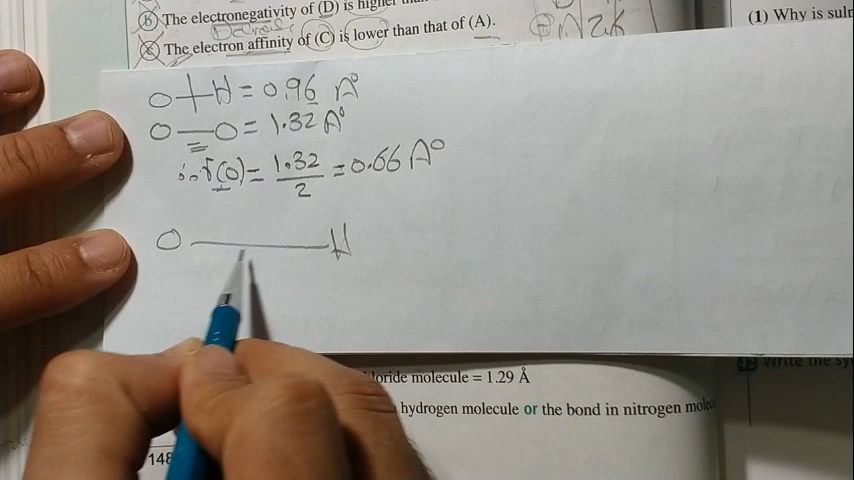 (b) The electronegativity of (D) is higher
(c) The electron affinity of (C) is lower than that of (A).
(1) Why is
O—H = 0.96 A°
O—O = 1.32 A°
∴ r(O) = 1.32/2 = 0.66 A°
O—H
loride molecule = 1.29 Å
hydrogen molecule or the bond in nitrogen
Write the
148